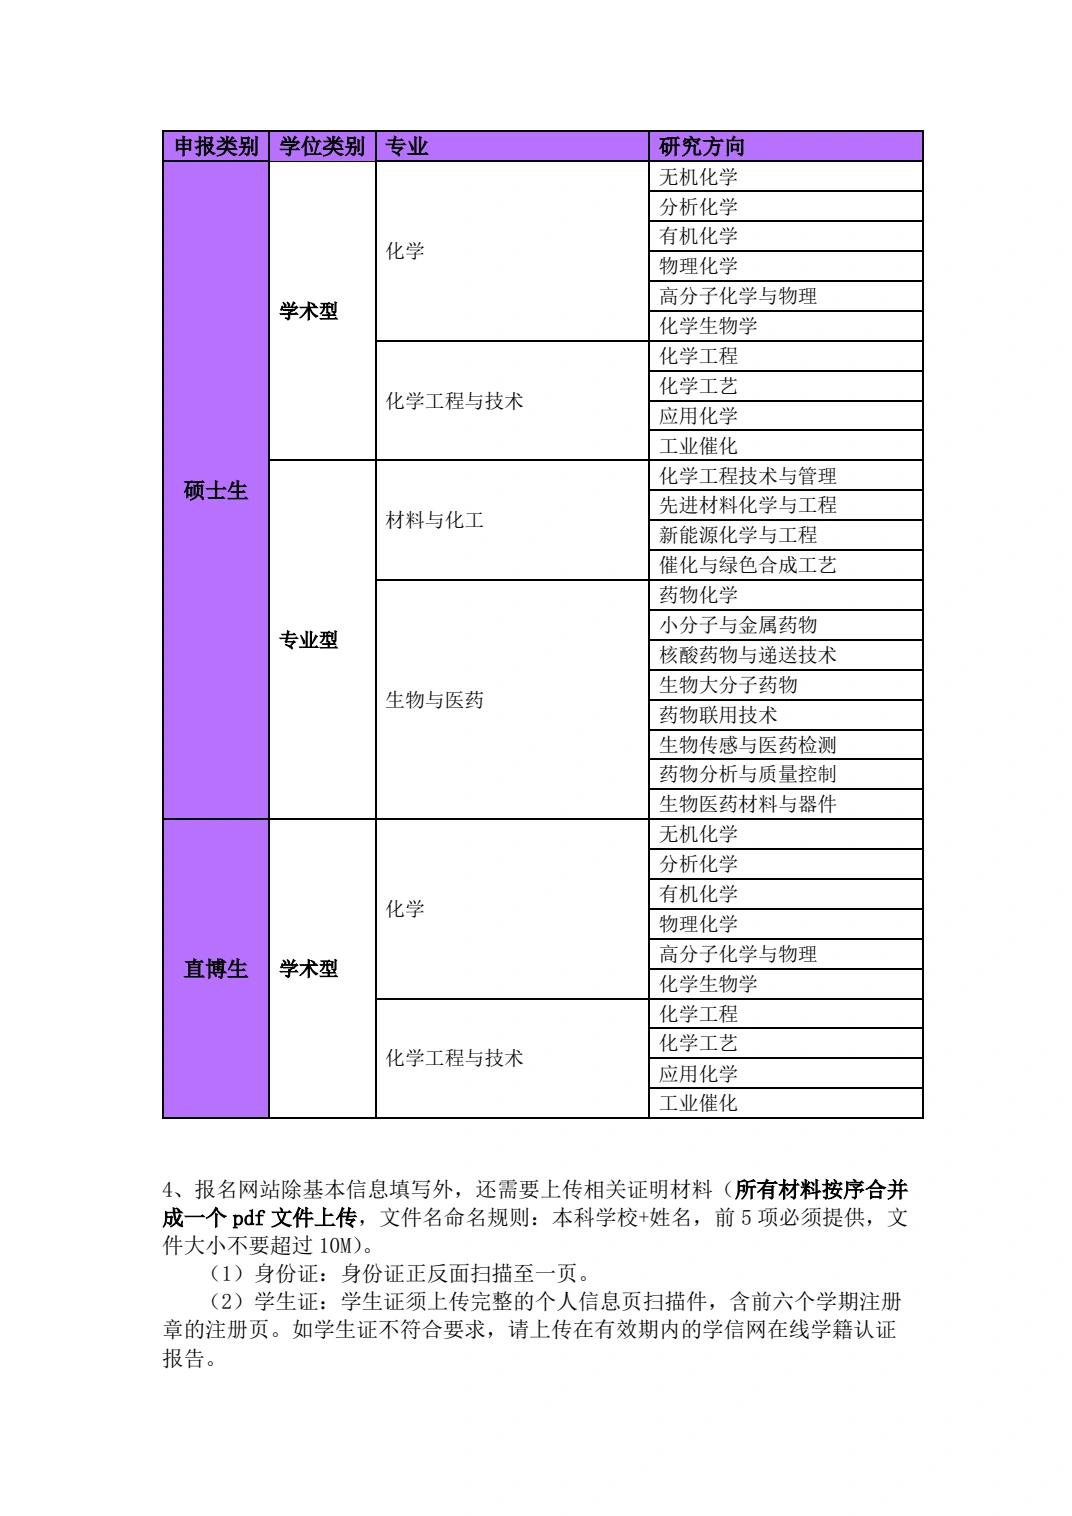 申报类别 学位类别 专业 研究方向
硕士生 学术型 化学 无机化学
分析化学
有机化学
物理化学
高分子化学与物理
化学生物学
化学工程与技术 化学工程
化学工艺
应用化学
工业催化
专业型 材料与化工 化学工程技术与管理
先进材料化学与工程
新能源化学与工程
催化与绿色合成工艺
生物与医药 药物化学
小分子与金属药物
核酸药物与递送技术
生物大分子药物
药物联用技术
生物传感与医药检测
药物分析与质量控制
生物医药材料与器件
直博生 学术型 化学 无机化学
分析化学
有机化学
物理化学
高分子化学与物理
化学生物学
化学工程与技术 化学工程
化学工艺
应用化学
工业催化
4、报名网站除基本信息填写外，还需要上传相关证明材料（所有材料按序合并
成一个 pdf 文件上传，文件名命名规则：本科学校+姓名，前 5 项必须提供，文
件大小不要超过 10M）。
（1）身份证：身份证正反面扫描至一页。
（2）学生证：学生证须上传完整的个人信息页扫描件，含前六个学期注册
章的注册页。如学生证不符合要求，请上传在有效期内的学信网在线学籍认证
报告。